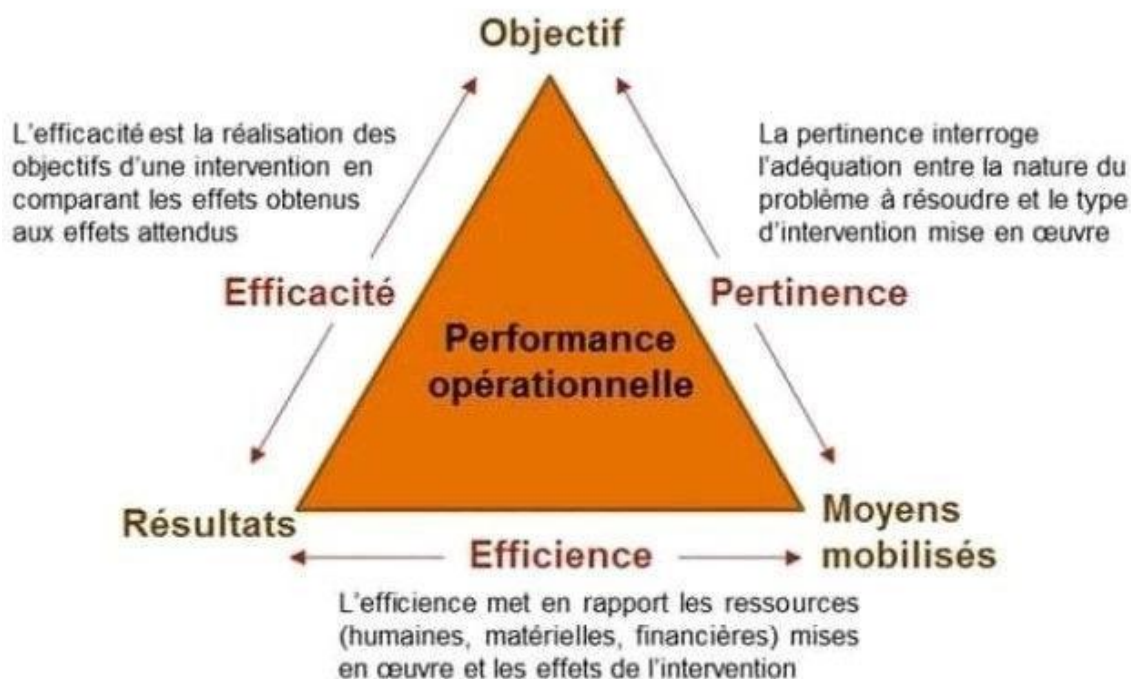 Objectif
L'efficacité est la réalisation des
objectifs d'une intervention en
comparant les effets obtenus
aux effets attendus
La pertinence interroge
l'adéquation entre la nature du
problème à résoudre et le type
d'intervention mise en œuvre
Efficacité
Pertinence
Performance
opérationnelle
Résultats
Moyens
mobilisés
Efficience
L'efficience met en rapport les ressources
(humaines, matérielles, financières) mises
en œuvre et les effets de l'intervention